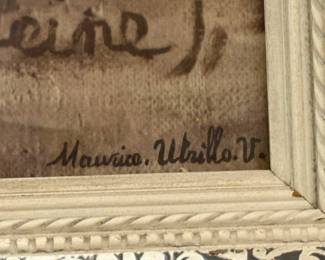 eine),
Maurice. Utrillo. V.